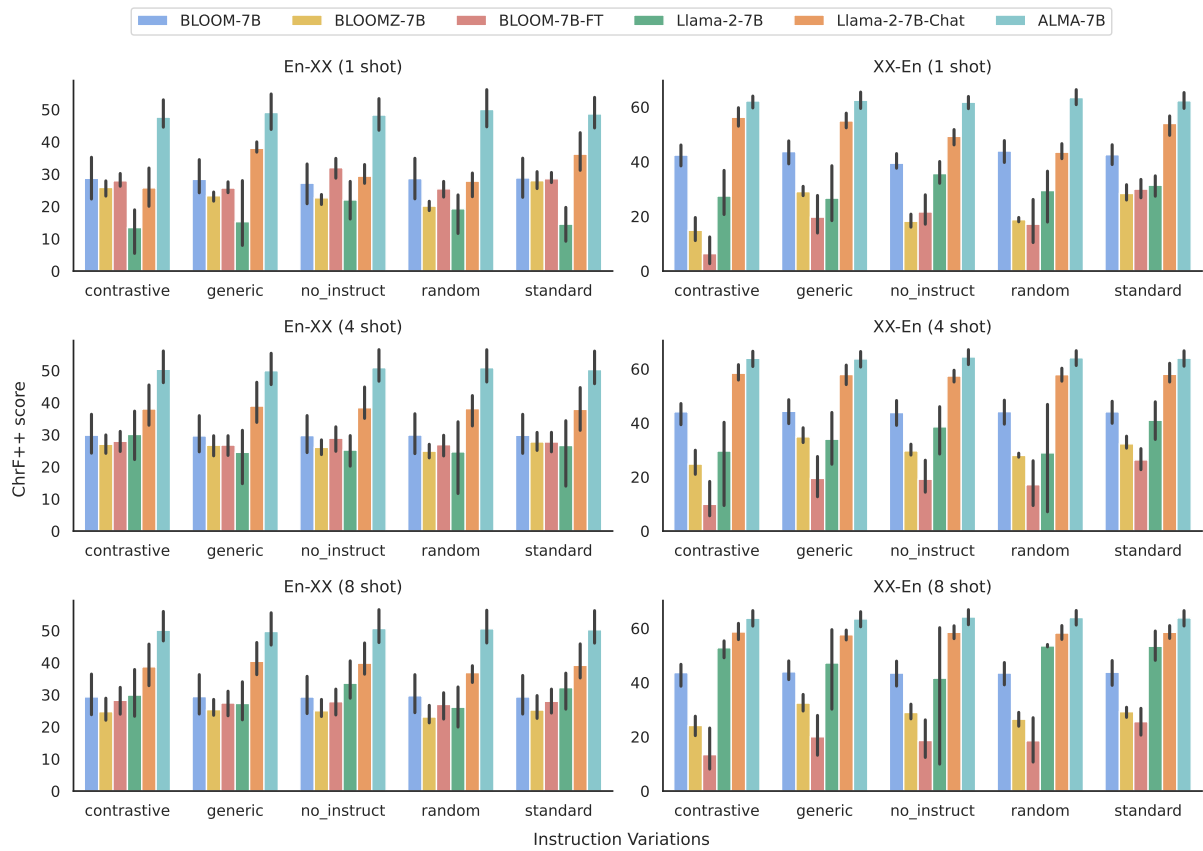 BLOOM-7B BLOOMZ-7B BLOOM-7B-FT Llama-2-7B Llama-2-7B-Chat ALMA-7B
En-XX (1 shot)
50
40
30
20
10
0
contrastive generic no_instruct random standard
XX-En (1 shot)
60
40
20
0
contrastive generic no_instruct random standard
ChrF++ score
En-XX (4 shot)
50
40
30
20
10
0
contrastive generic no_instruct random standard
XX-En (4 shot)
60
40
20
0
contrastive generic no_instruct random standard
En-XX (8 shot)
50
40
30
20
10
0
contrastive generic no_instruct random standard
XX-En (8 shot)
60
40
20
0
contrastive generic no_instruct random standard
Instruction Variations